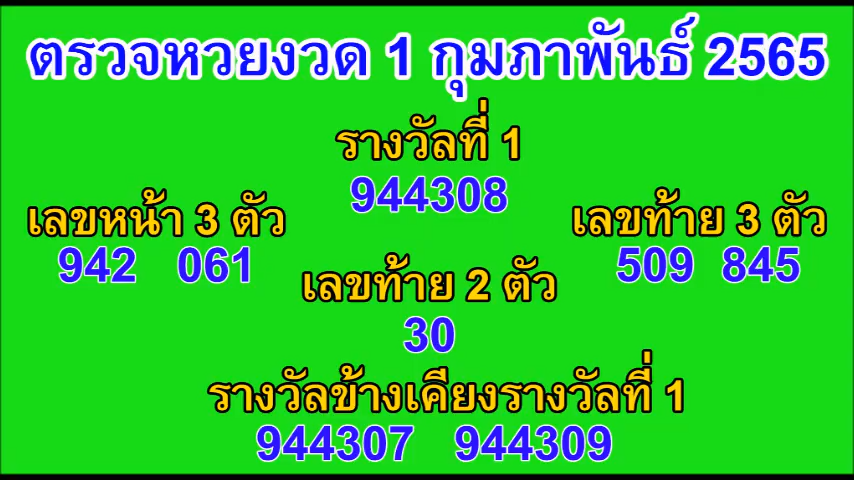 ตรวจหวยงวด 1 กุมภาพันธ์ 2565
รางวัลที่ 1
944308
เลขหน้า 3 ตัว
942 061
เลขท้าย 3 ตัว
509 845
เลขท้าย 2 ตัว
30
รางวัลข้างเคียงรางวัลที่ 1
944307 944309